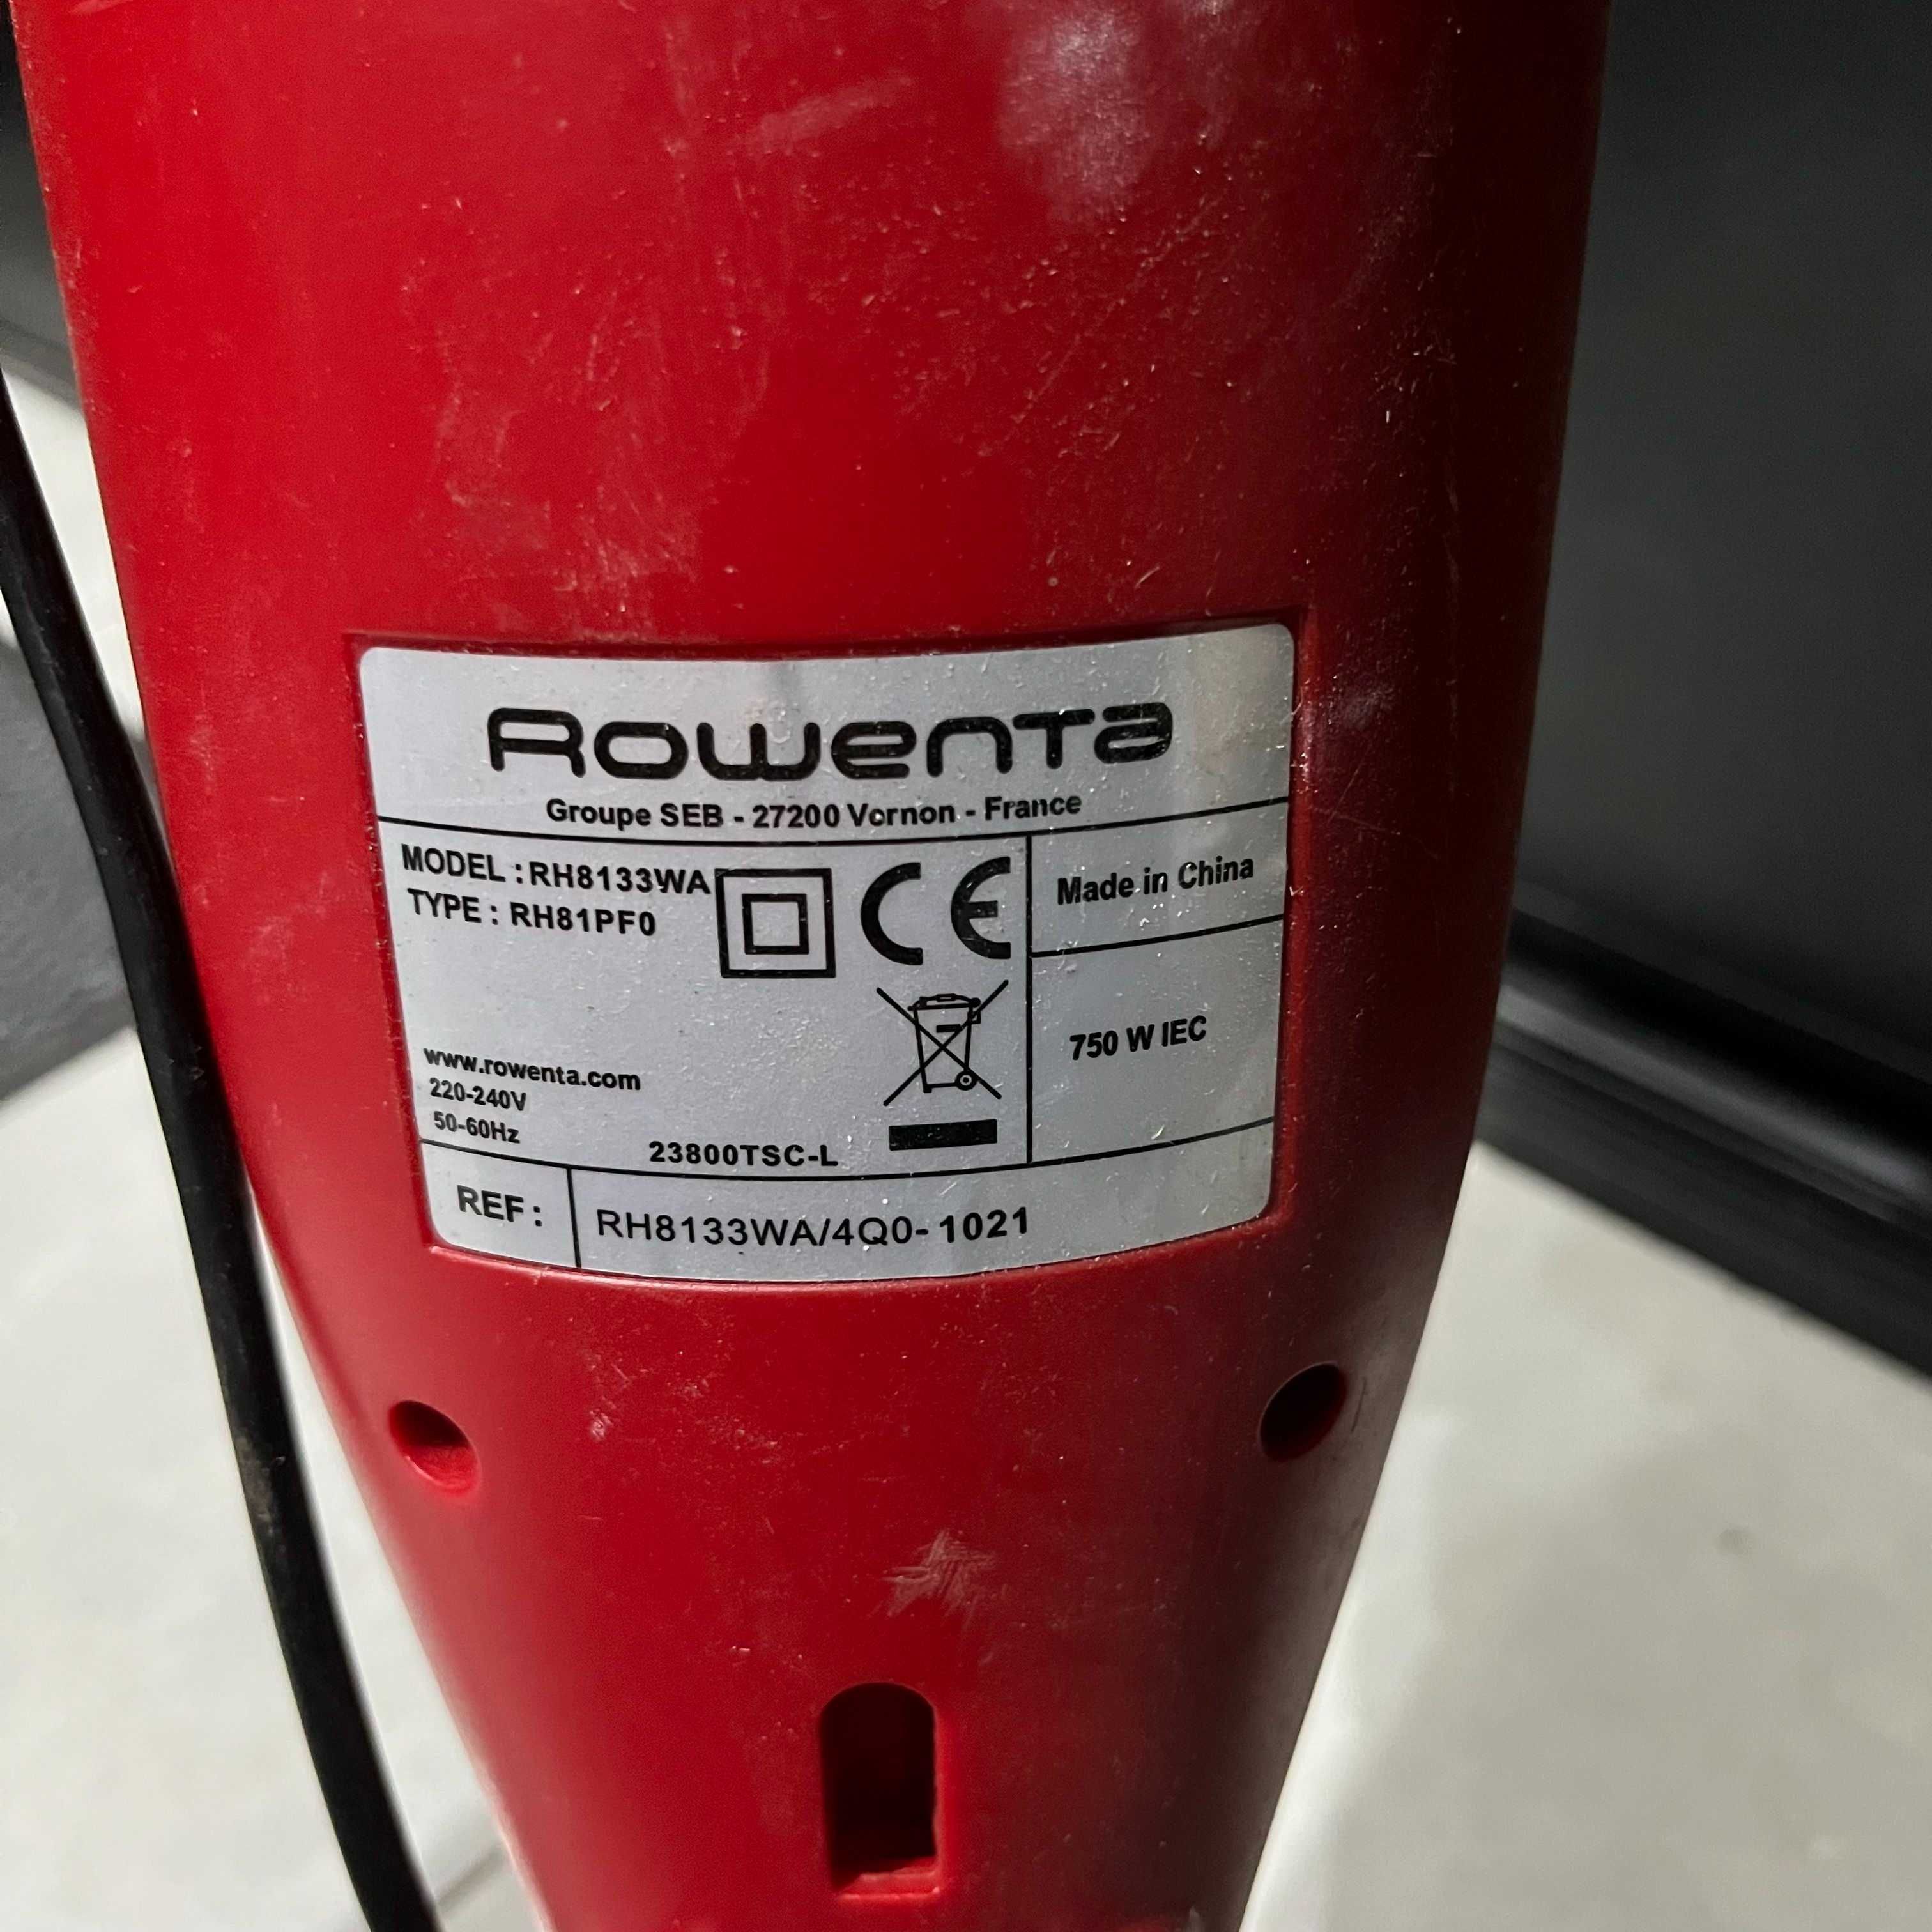 Rowenta
Groupe SEB - 27200 Vernon - France
MODEL : RH8133WA
TYPE : RH81PF0
CE
Made in China
750 W IEC
www.rowenta.com
220-240V
50-60Hz
23800TSC-L
REF :
RH8133WA/4Q0-1021